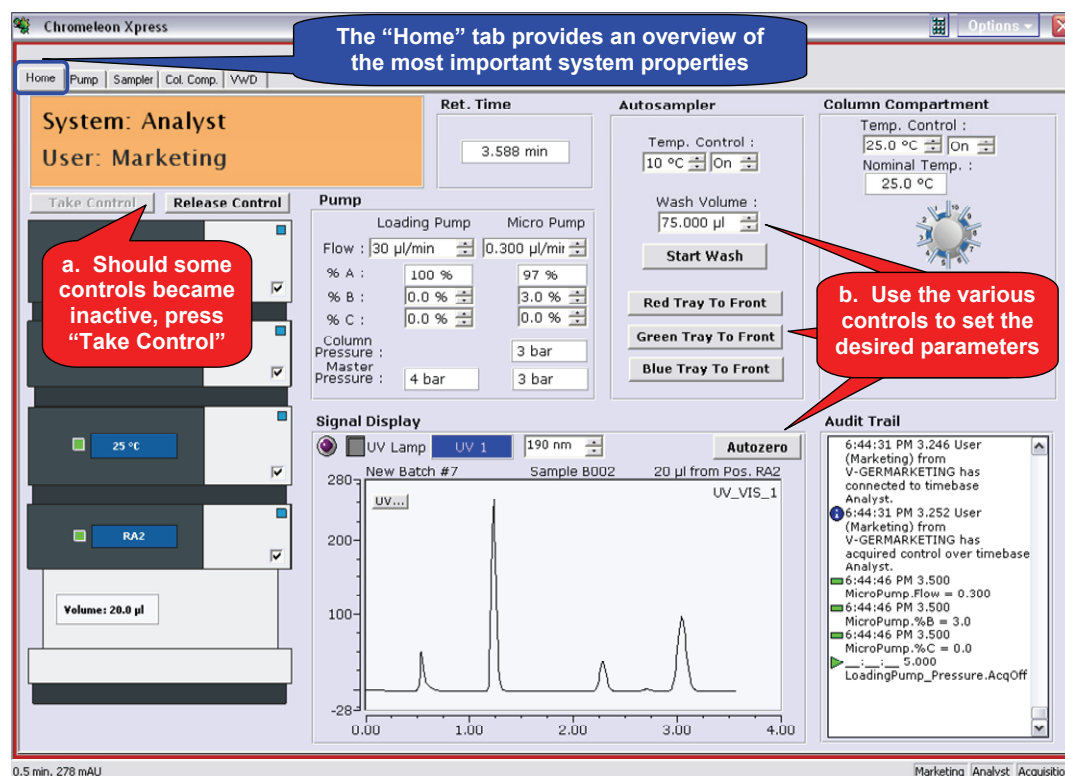 Chromeleon Xpress
Options
The “Home” tab provides an overview of
the most important system properties
Home Pump Sampler Col. Comp. VWD
System: Analyst
User: Marketing
Take Control Release Control
a. Should some
controls became
inactive, press
“Take Control”
25 °C
RA2
Volume: 20.0 µl
Ret. Time
3.588 min
Pump
Loading Pump Micro Pump
Flow : 30 µl/min 0.300 µl/min
% A : 100 % 97 %
% B : 0.0 % 3.0 %
% C : 0.0 % 0.0 %
Column
Pressure : 3 bar
Master
Pressure : 4 bar 3 bar
Autosampler
Temp. Control :
10 °C On
Wash Volume :
75.000 µl
Start Wash
Red Tray To Front
Green Tray To Front
Blue Tray To Front
Column Compartment
Temp. Control :
25.0 °C On
Nominal Temp. :
25.0 °C
b. Use the various
controls to set the
desired parameters
Signal Display
UV Lamp UV 1 190 nm Autozero
New Batch #7 Sample B002 20 µl from Pos. RA2
UV... UV_VIS_1
280
200
100
-28
0.00 1.00 2.00 3.00 4.00
Audit Trail
6:44:31 PM 3.246 User
(Marketing) from
V-GERMARKETING has
connected to timebase
Analyst.
6:44:31 PM 3.252 User
(Marketing) from
V-GERMARKETING has
acquired control over timebase
Analyst.
6:44:46 PM 3.500
MicroPump.Flow = 0.300
6:44:46 PM 3.500
MicroPump.%B = 3.0
6:44:46 PM 3.500
MicroPump.%C = 0.0
__:__:__ 5.000
LoadingPump_Pressure.AcqOff
0.5 min, 278 mAU
Marketing Analyst Acquisitio